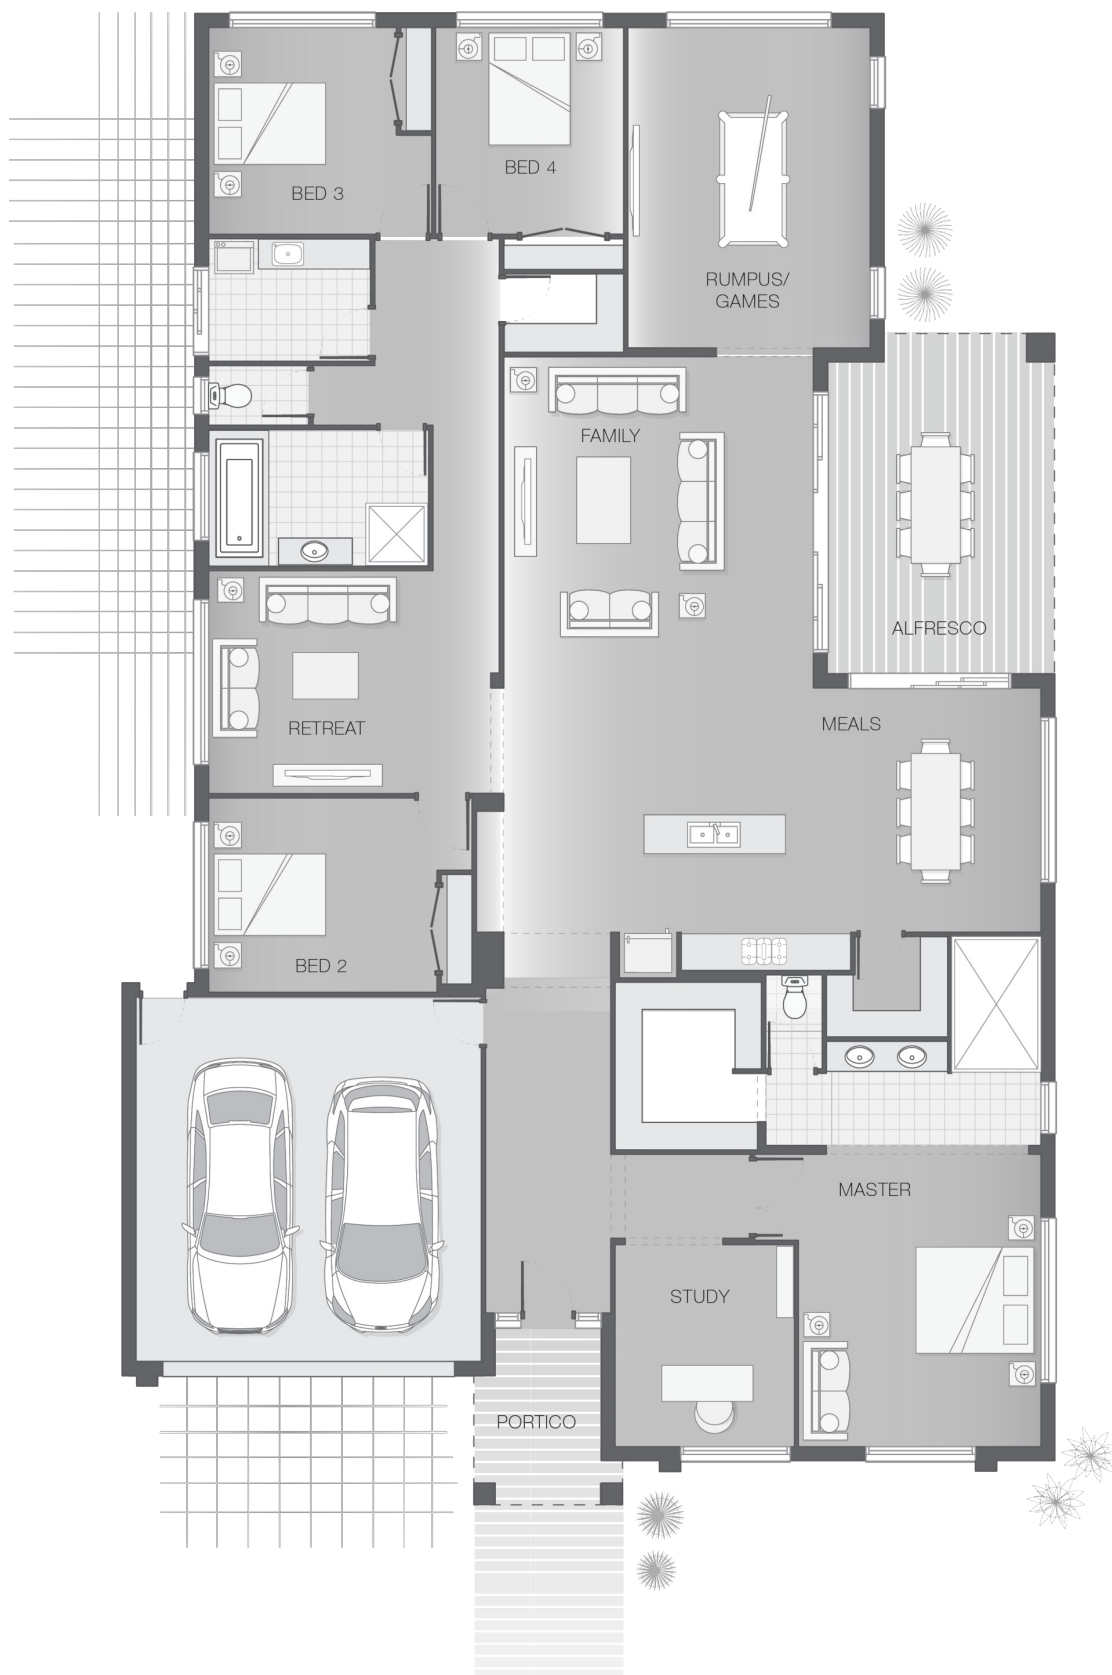 BED 4
BED 3
RUMPUS/
GAMES
FAMILY
ALFRESCO
MEALS
RETREAT
BED 2
MASTER
STUDY
PORTICO